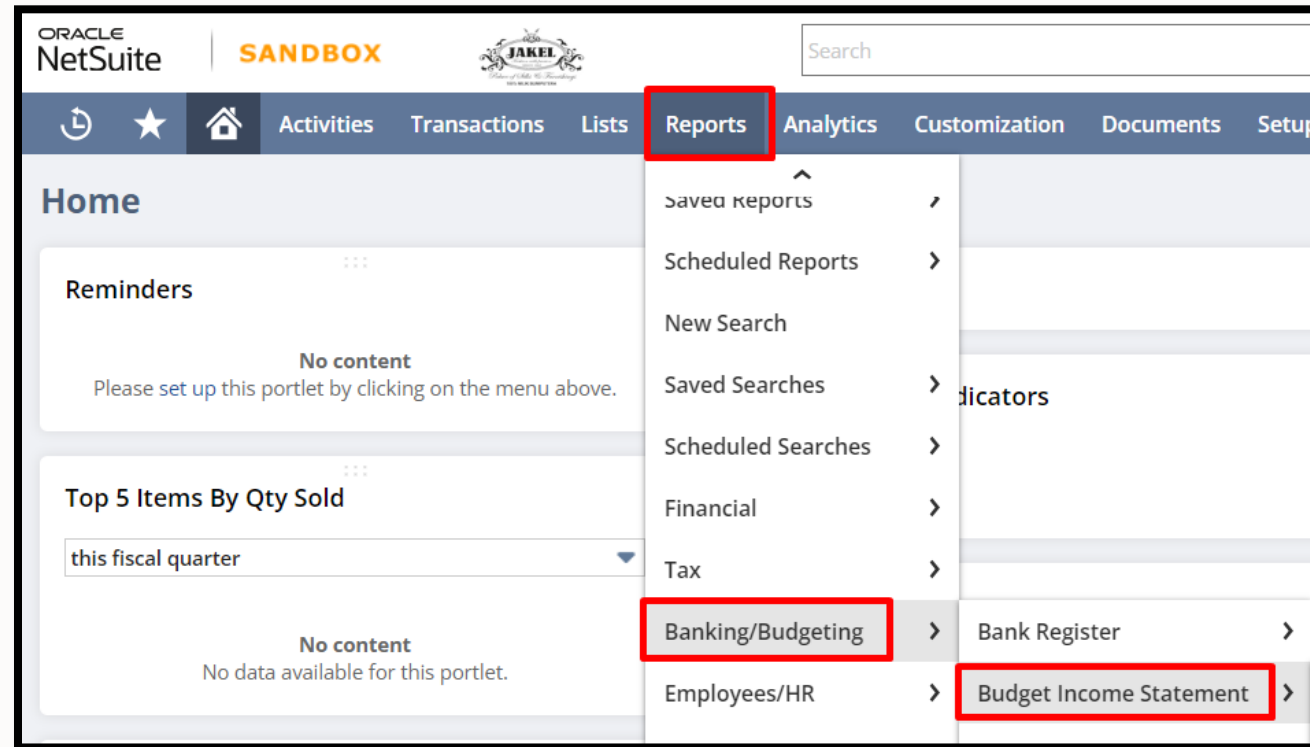 ORACLE
NetSuite
SANDBOX
JAKEL
Search
Activities Transactions Lists Reports Analytics Customization Documents Setup
Home
Saved Reports
Reminders
Scheduled Reports
New Search
No content
Please set up this portlet by clicking on the menu above.
Saved Searches
dicators
Scheduled Searches
Top 5 Items By Qty Sold
Financial
this fiscal quarter
Tax
Banking/Budgeting
Bank Register
No content
No data available for this portlet.
Employees/HR
Budget Income Statement